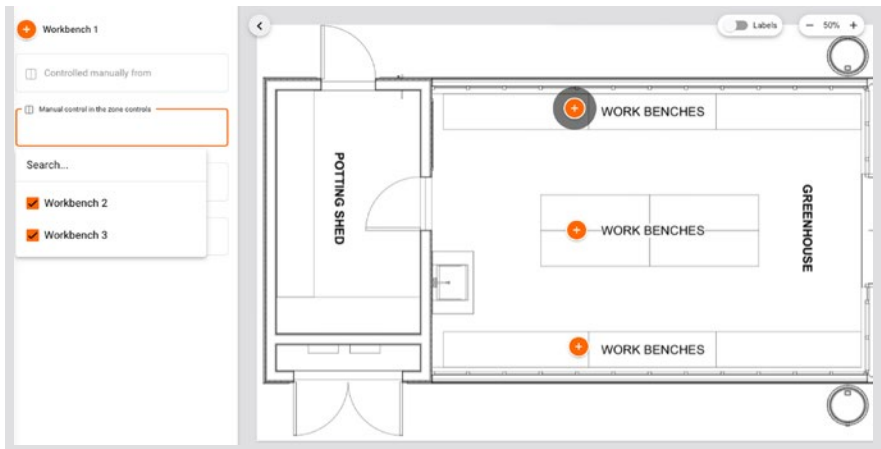 Workbench 1
Controlled manually from
Manual control in the zone controls
Search...
Workbench 2
Workbench 3
Labels
50%
WORK BENCHES
POTTING SHED
WORK BENCHES
GREENHOUSE
WORK BENCHES